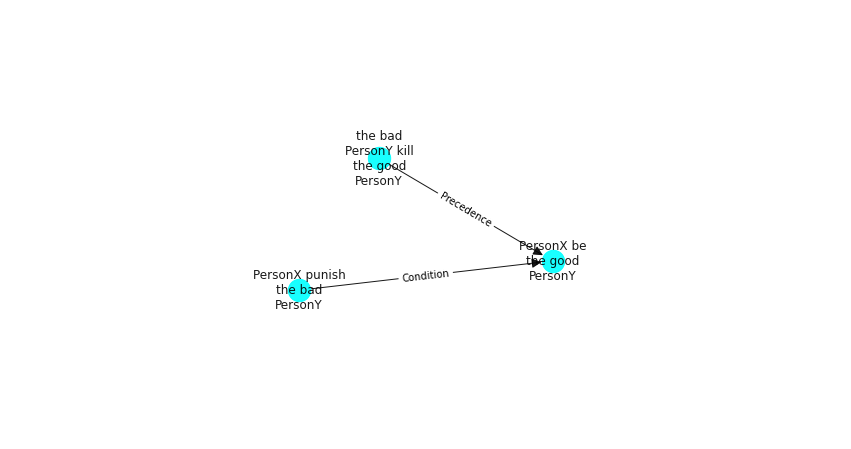 the bad
PersonY kill
the good
PersonY
Precedence
PersonX be
the good
PersonY
PersonX punish
the bad
PersonY
Condition